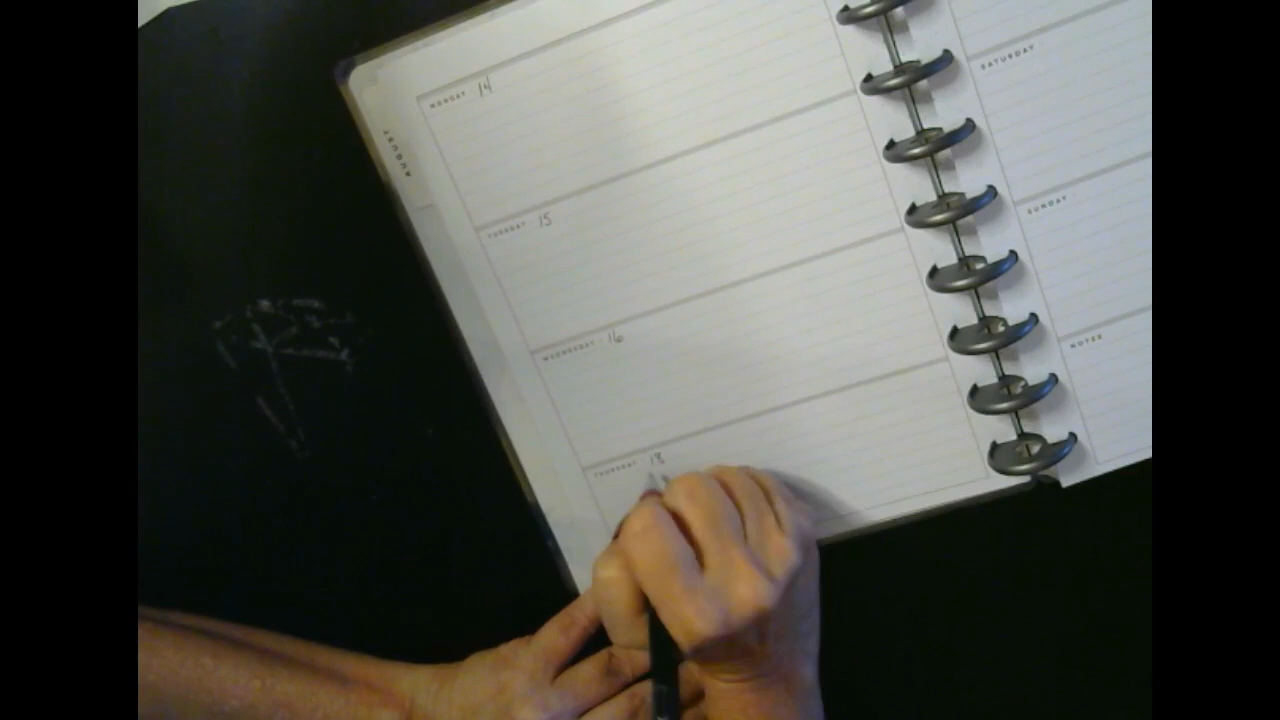 AUGUST
MONDAY 14
TUESDAY 15
WEDNESDAY 16
THURSDAY 18
SATURDAY
SUNDAY
NOTES